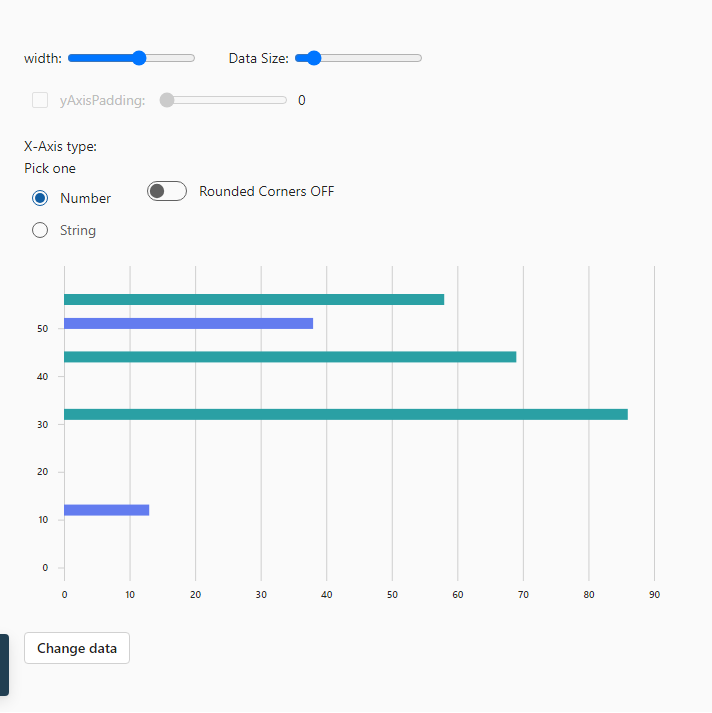 width: Data Size:
yAxisPadding: 0
X-Axis type:
Pick one
Number Rounded Corners OFF
String
50
40
30
20
10
0
0 10 20 30 40 50 60 70 80 90
Change data